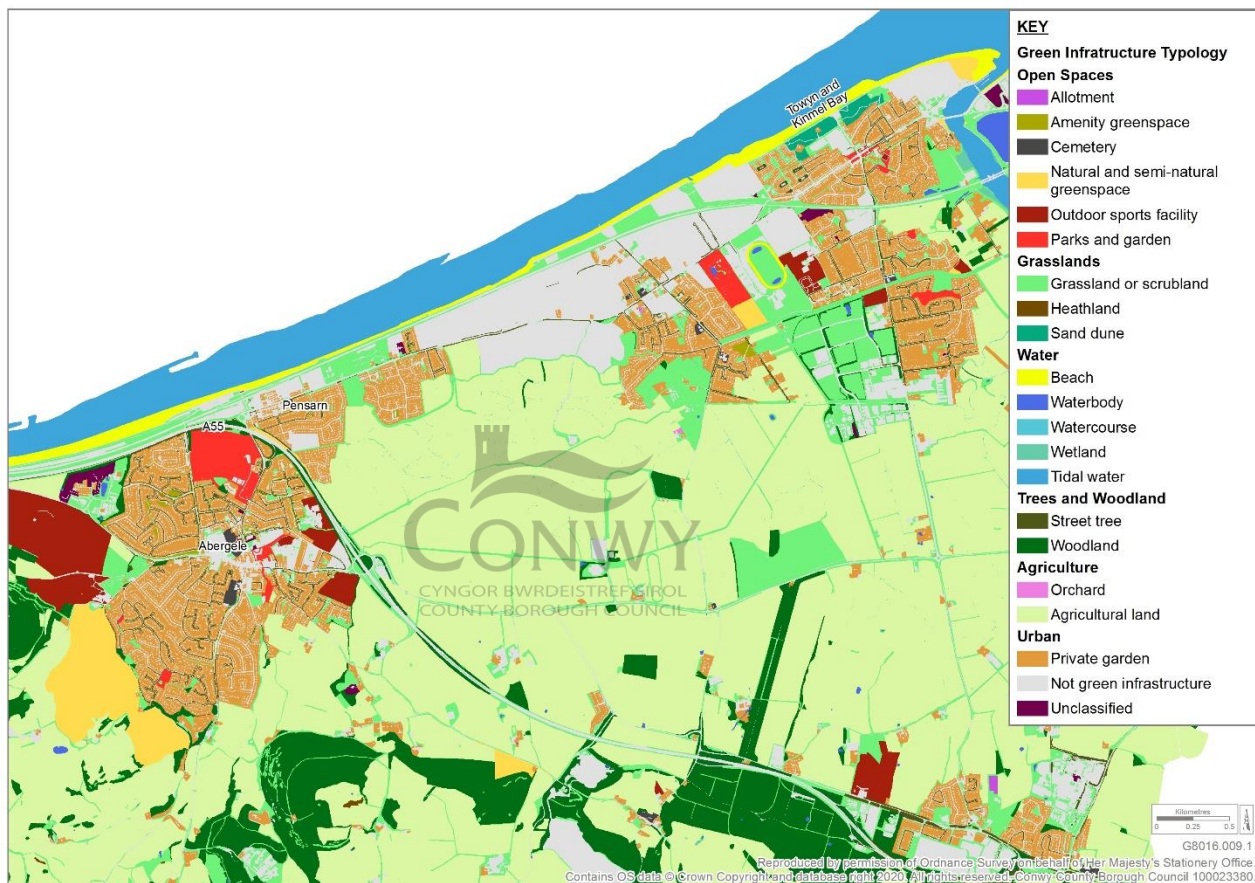 Towyn and
Kinmel Bay
Pensarn
A55
Abergele
CONWY
CYNGOR BWRDEISTREF SIROL
COUNTY BOROUGH COUNCIL
KEY
Green Infratructure Typology
Open Spaces
Allotment
Amenity greenspace
Cemetery
Natural and semi-natural
greenspace
Outdoor sports facility
Parks and garden
Grasslands
Grassland or scrubland
Heathland
Sand dune
Water
Beach
Waterbody
Watercourse
Wetland
Tidal water
Trees and Woodland
Street tree
Woodland
Agriculture
Orchard
Agricultural land
Urban
Private garden
Not green infrastructure
Unclassified
Kilometres
0 0.25 0.5
G8016.009.1
Reproduced by permission of Ordnance Survey on behalf of Her Majesty's Stationery Office.
Contains OS data © Crown Copyright and database right 2020. All rights reserved. Conwy County Borough Council 100023380